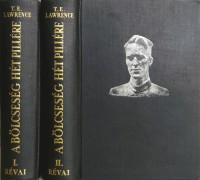 T. E.
LAWRENCE
A BÖLCSESÉG HÉT PILLÉRE
I.
RÉVAI
T. E.
LAWRENCE
A BÖLCSESÉG HÉT PILLÉRE
II.
RÉVAI